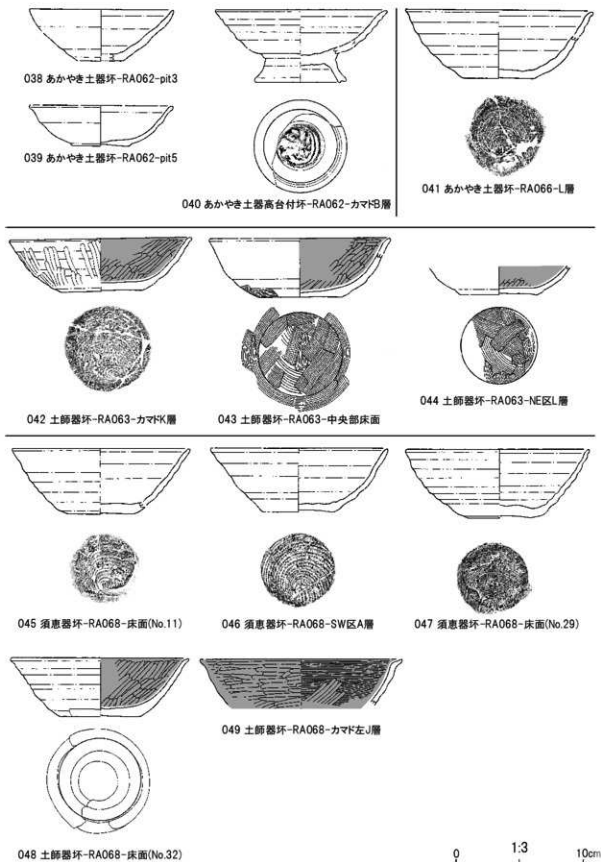 038 あかやき土器坏-RA062-pit3
039 あかやき土器坏-RA062-pit5
040 あかやき土器高台付坏-RA062-カマドB層
041 あかやき土器坏-RA066-L層
042 土師器坏-RA063-カマドK層
043 土師器坏-RA063-中央部床面
044 土師器坏-RA063-NE区L層
045 須恵器坏-RA068-床面(No.11)
046 須恵器坏-RA068-SW区A層
047 須恵器坏-RA068-床面(No.29)
048 土師器坏-RA068-床面(No.32)
049 土師器坏-RA068-カマド左J層
0 1:3 10cm